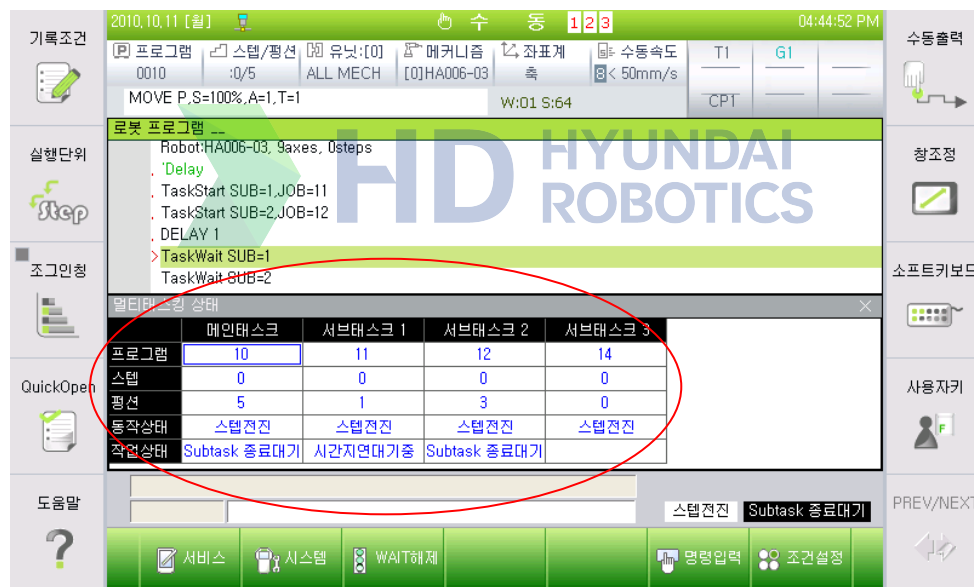 2010.10.11 [월] 수 동 1 2 3 04:44:52 PM
기록조건
실행단위
Step
조그인칭
QuickOpen
도움말
프로그램 스텝/평션 유닛:[0] 메커니즘 좌표계 수동속도 T1 G1
0010 :0/5 ALL MECH [0]HA006-03 축 8< 50mm/s
MOVE P,S=100%,A=1,T=1 W:01 S:64 CP1
로봇 프로그램 __
Robot:HA006-03, 9axes, 0steps
'Delay
TaskStart SUB=1,JOB=11
TaskStart SUB=2,JOB=12
DELAY 1
>TaskWait SUB=1
TaskWait SUB=2
HD HYUNDAI
ROBOTICS
멀티태스킹 상태
메인태스크 서브태스크 1 서브태스크 2 서브태스크 3
프로그램 10 11 12 14
스텝 0 0 0 0
평션 5 1 3 0
동작상태 스텝전진 스텝전진 스텝전진 스텝전진
작업상태 Subtask 종료대기 시간지연대기중 Subtask 종료대기
스텝전진 Subtask 종료대기
서비스 시스템 WAIT해제 명령입력 조건설정
수동출력
창조정
소프트키보드
사용자키
F
PREV/NEXT